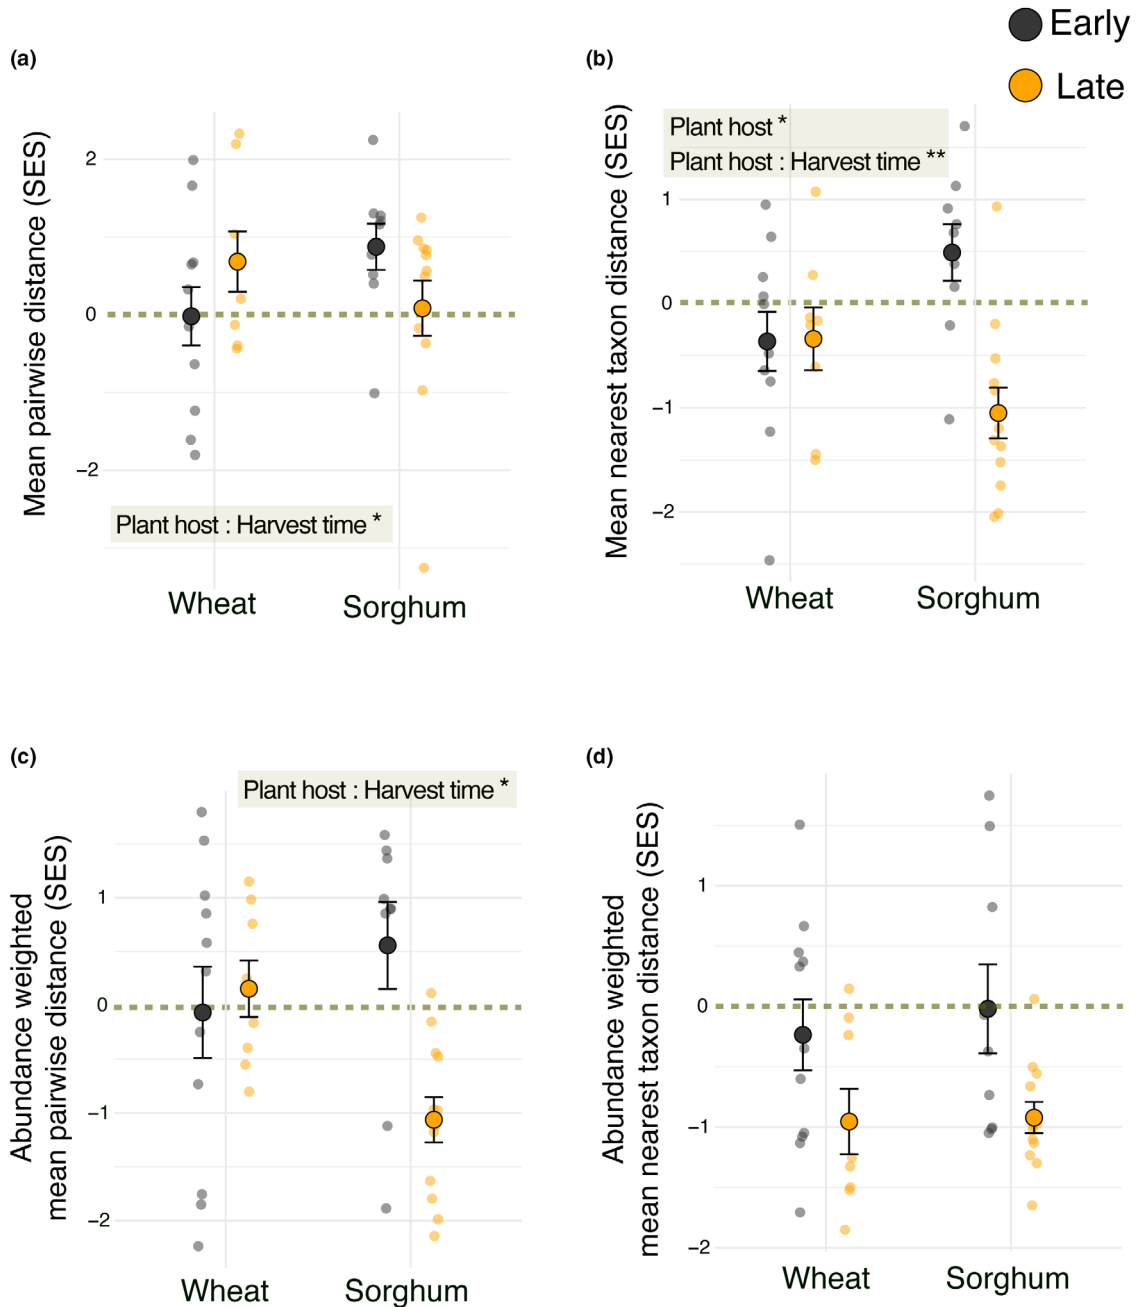 Early
Late
(a)
Mean pairwise distance (SES)
2
0
−2
Plant host : Harvest time *
Wheat
Sorghum
(b)
Mean nearest taxon distance (SES)
Plant host *
Plant host : Harvest time **
1
0
−1
−2
Wheat
Sorghum
(c)
Abundance weighted
mean pairwise distance (SES)
Plant host : Harvest time *
1
0
−1
−2
Wheat
Sorghum
(d)
Abundance weighted
mean nearest taxon distance (SES)
1
0
−1
−2
Wheat
Sorghum